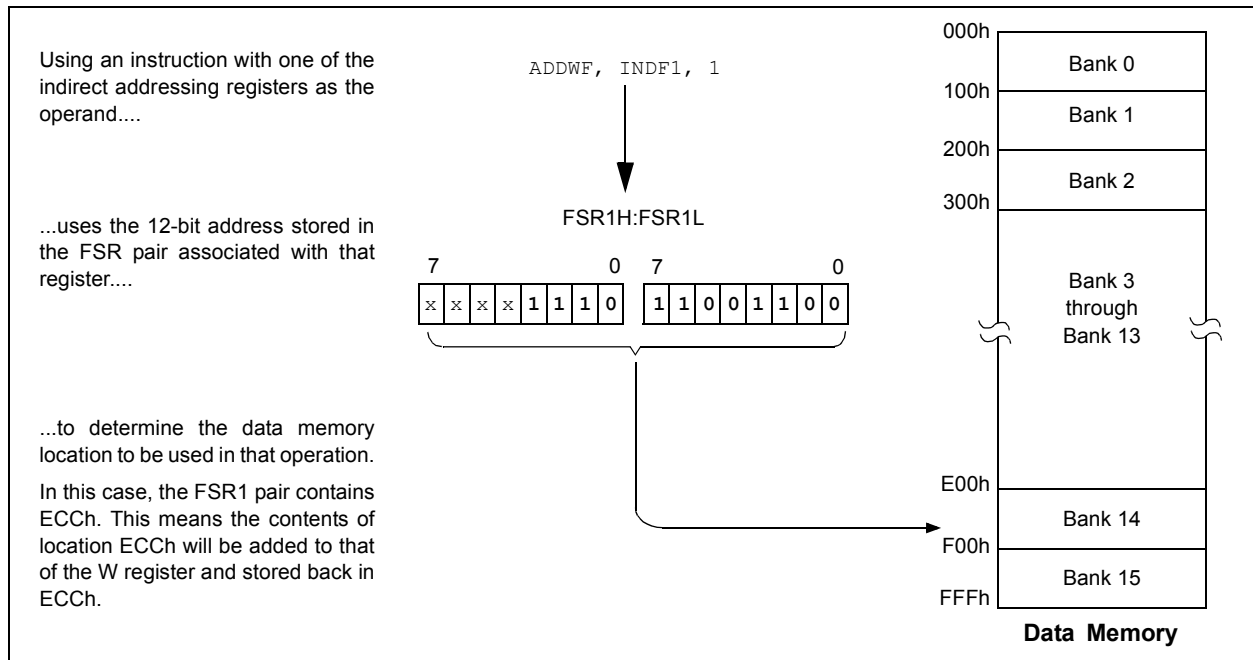 Using an instruction with one of the
indirect addressing registers as the
operand....
ADDWF, INDF1, 1
...uses the 12-bit address stored in
the FSR pair associated with that
register....
FSR1H:FSR1L
7 0 7 0
x x x x 1 1 1 0 1 1 0 0 1 1 0 0
...to determine the data memory
location to be used in that operation.
In this case, the FSR1 pair contains
ECCh. This means the contents of
location ECCh will be added to that
of the W register and stored back in
ECCh.
000h
Bank 0
100h
Bank 1
200h
Bank 2
300h
Bank 3
through
Bank 13
E00h
Bank 14
F00h
Bank 15
FFFh
Data Memory